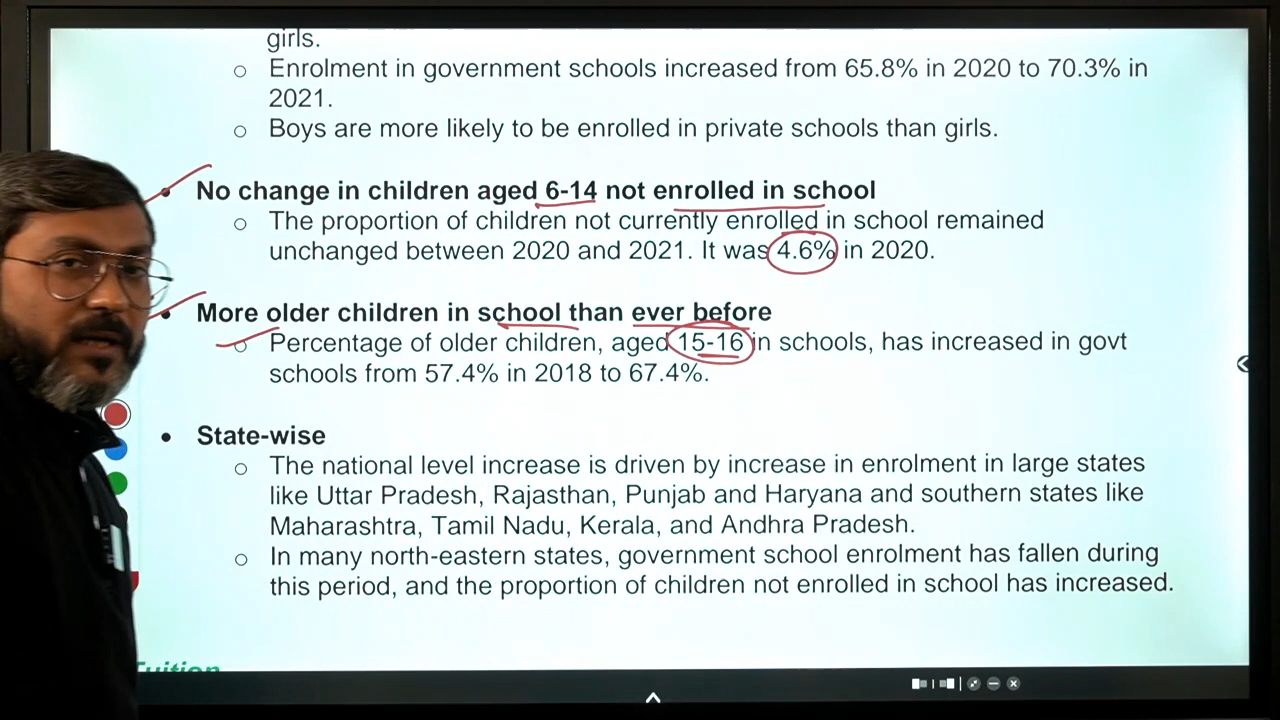 girls.
○ Enrolment in government schools increased from 65.8% in 2020 to 70.3% in
2021.
○ Boys are more likely to be enrolled in private schools than girls.
• No change in children aged 6-14 not enrolled in school
○ The proportion of children not currently enrolled in school remained
unchanged between 2020 and 2021. It was 4.6% in 2020.
• More older children in school than ever before
○ Percentage of older children, aged 15-16 in schools, has increased in govt
schools from 57.4% in 2018 to 67.4%.
• State-wise
○ The national level increase is driven by increase in enrolment in large states
like Uttar Pradesh, Rajasthan, Punjab and Haryana and southern states like
Maharashtra, Tamil Nadu, Kerala, and Andhra Pradesh.
○ In many north-eastern states, government school enrolment has fallen during
this period, and the proportion of children not enrolled in school has increased.
Tuition